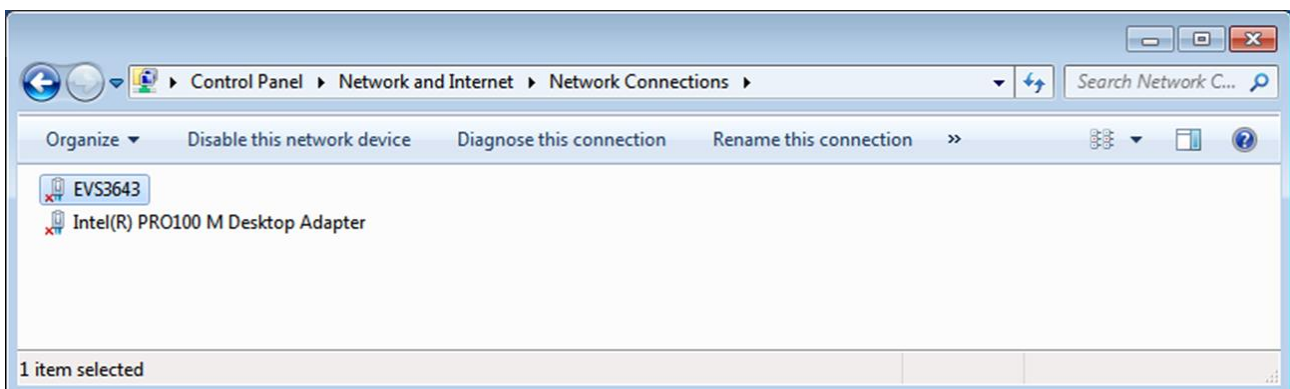 Control Panel Network and Internet Network Connections Search Network C...
Organize Disable this network device Diagnose this connection Rename this connection »
EVS3643
Intel(R) PRO100 M Desktop Adapter
1 item selected